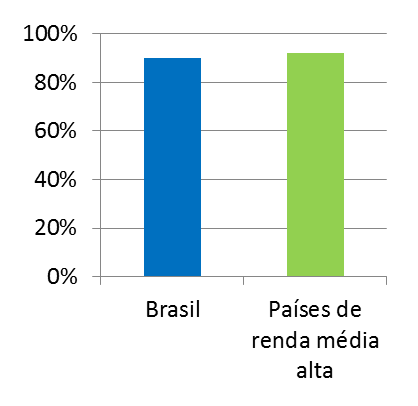 100%
80%
60%
40%
20%
0%
Brasil
Países de
renda média
alta